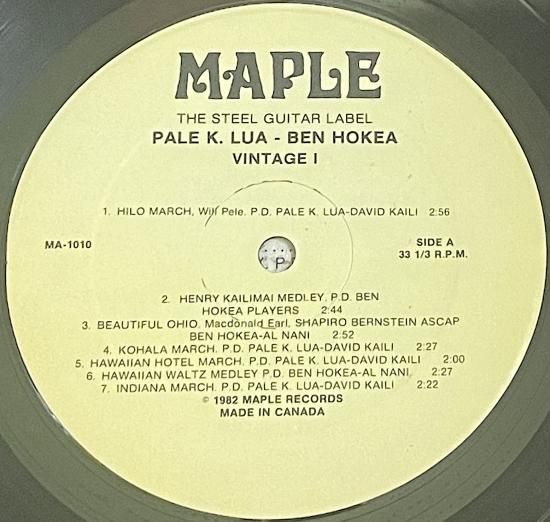 MAPLE
THE STEEL GUITAR LABEL
PALE K. LUA - BEN HOKEA
VINTAGE I
1. HILO MARCH, Will Pele. P.D. PALE K. LUA-DAVID KAILI 2:56
MA-1010
SIDE A
33 1/3 R.P.M.
P
2. HENRY KAILIMAI MEDLEY, P.D. BEN
HOKEA PLAYERS 2:44
3. BEAUTIFUL OHIO, Macdonald Earl, SHAPIRO BERNSTEIN ASCAP
BEN HOKEA-AL NANI 2:52
4. KOHALA MARCH, P.D. PALE K. LUA-DAVID KAILI 2:27
5. HAWAIIAN HOTEL MARCH, P.D. PALE K. LUA-DAVID KAILI 2:00
6. HAWAIIAN WALTZ MEDLEY P.D. BEN HOKEA-AL NANI 2:27
7. INDIANA MARCH, P.D. PALE K. LUA-DAVID KAILI 2:22
© 1982 MAPLE RECORDS
MADE IN CANADA